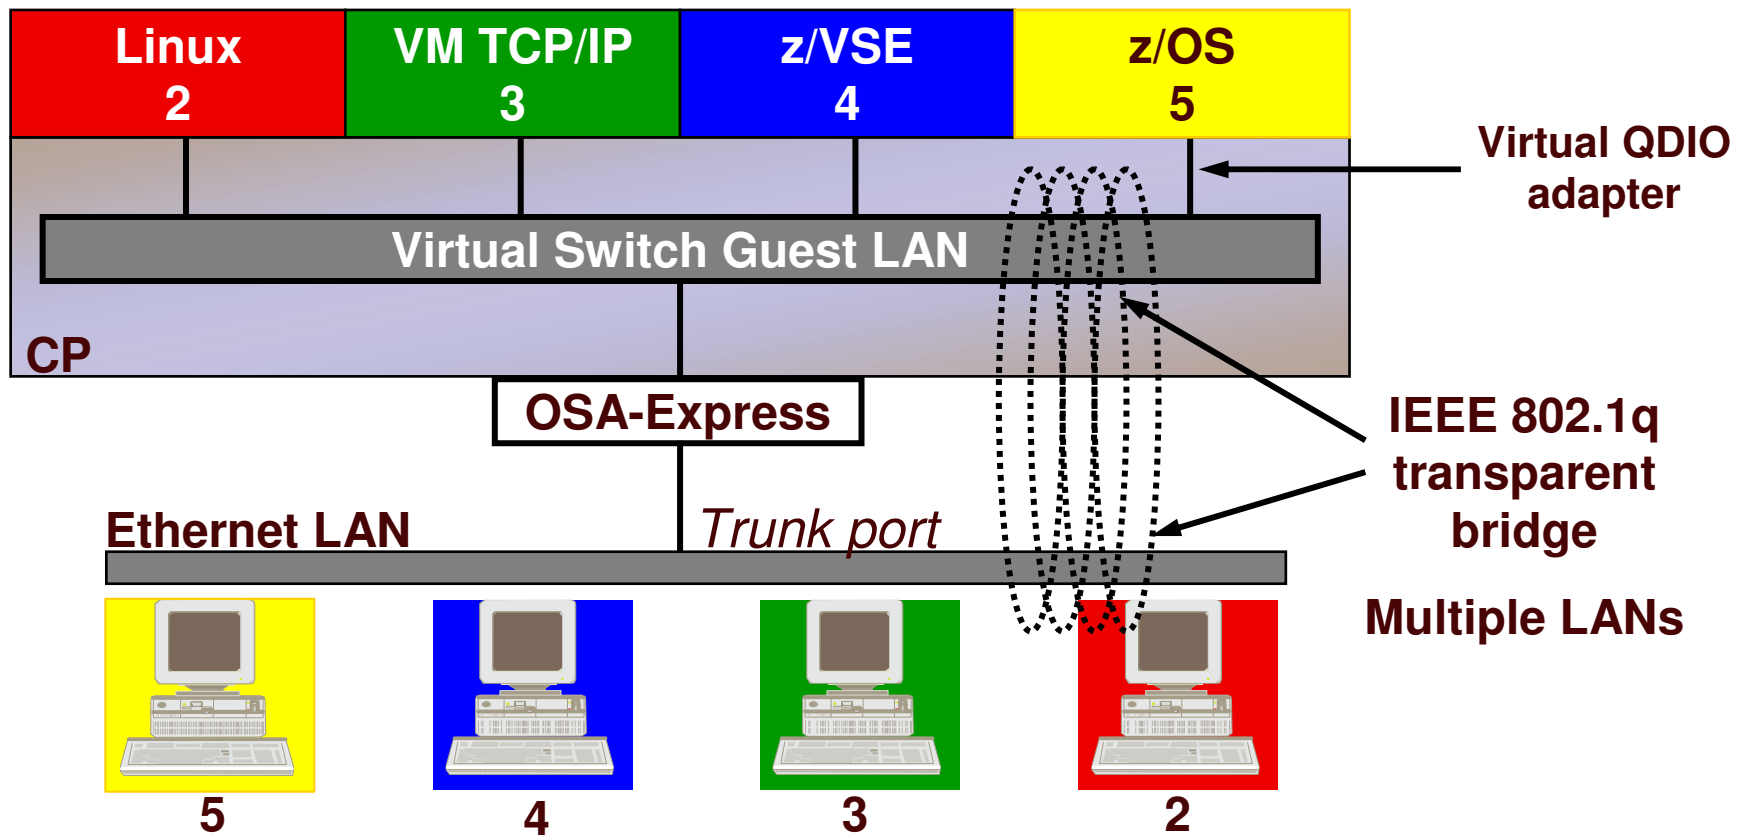 Linux
2
VM TCP/IP
3
z/VSE
4
z/OS
5
Virtual QDIO
adapter
Virtual Switch Guest LAN
CP
OSA-Express
IEEE 802.1q
transparent
bridge
Ethernet LAN
Trunk port
Multiple LANs
5
4
3
2